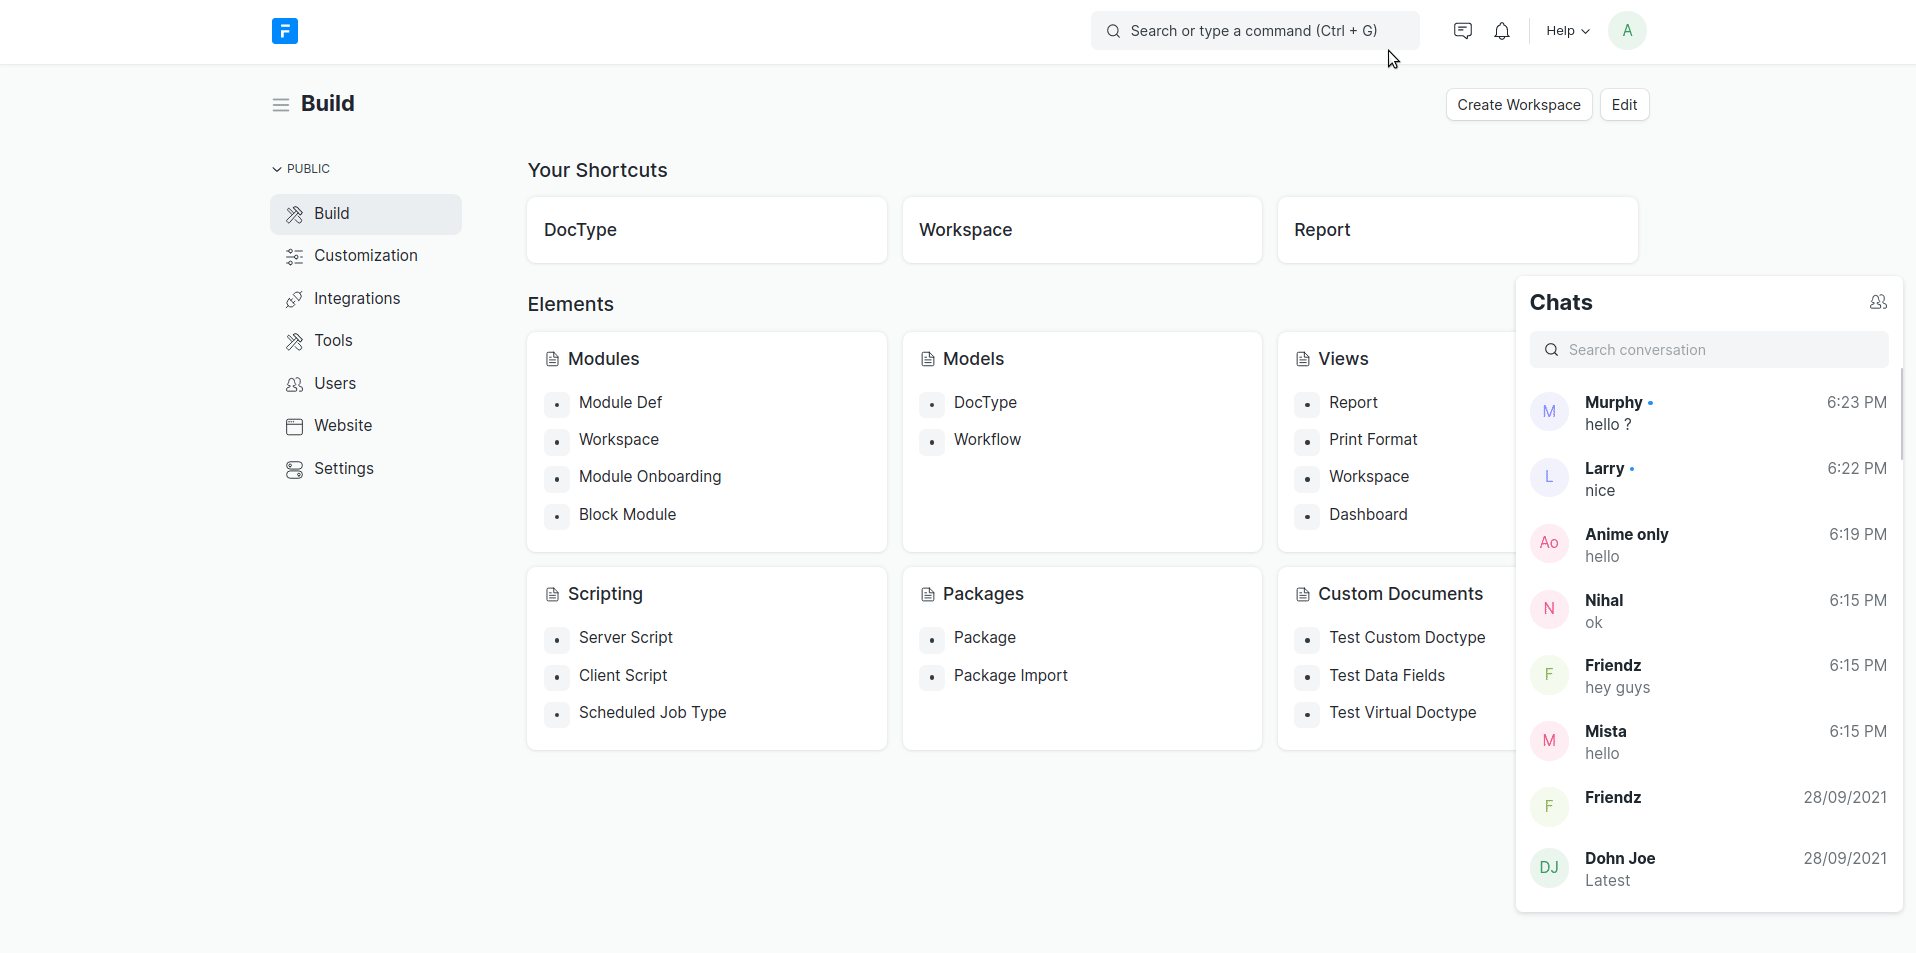 F
Search or type a command (Ctrl + G)
Help
A
Build
Create Workspace
Edit
PUBLIC
Build
Customization
Integrations
Tools
Users
Website
Settings
Your Shortcuts
DocType
Workspace
Report
Elements
Modules
Module Def
Workspace
Module Onboarding
Block Module
Models
DocType
Workflow
Views
Report
Print Format
Workspace
Dashboard
Scripting
Server Script
Client Script
Scheduled Job Type
Packages
Package
Package Import
Custom Documents
Test Custom Doctype
Test Data Fields
Test Virtual Doctype
Chats
Search conversation
M
Murphy
6:23 PM
hello ?
L
Larry
6:22 PM
nice
Ao
Anime only
6:19 PM
hello
N
Nihal
6:15 PM
ok
F
Friendz
6:15 PM
hey guys
M
Mista
6:15 PM
hello
F
Friendz
28/09/2021
DJ
Dohn Joe
28/09/2021
Latest